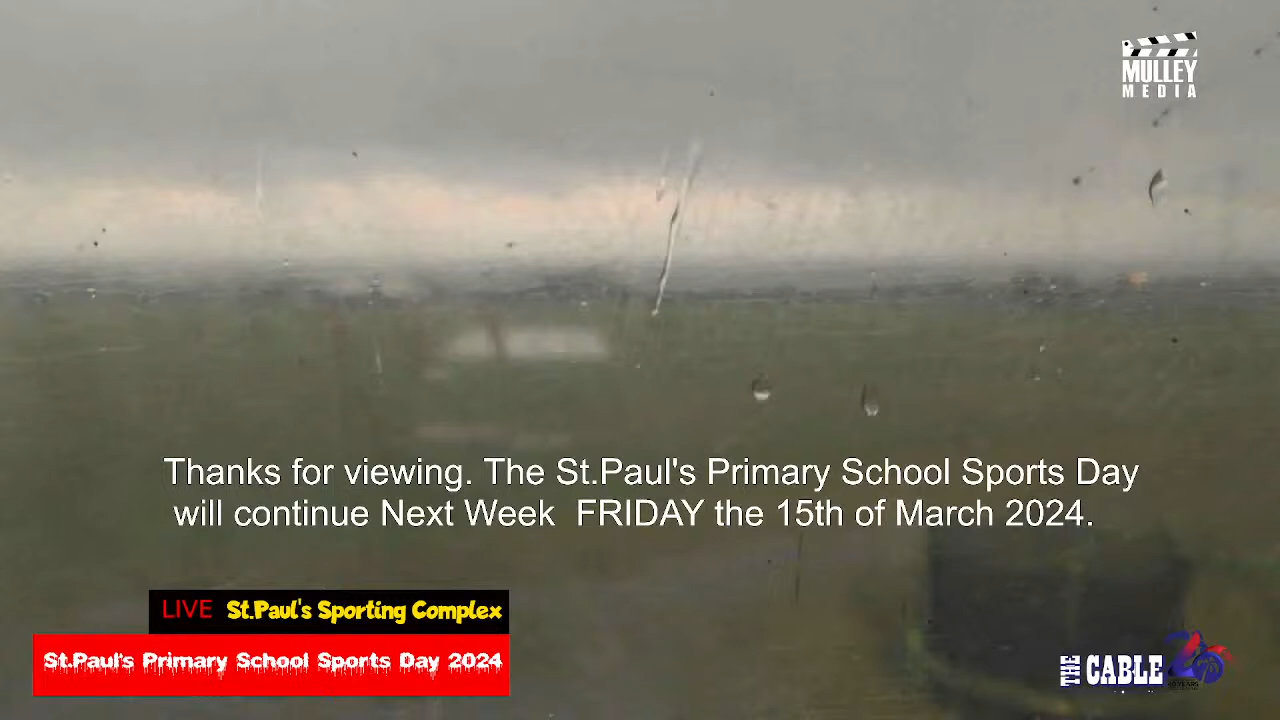 MULLEY
MEDIA
Thanks for viewing. The St.Paul's Primary School Sports Day
will continue Next Week FRIDAY the 15th of March 2024.
LIVE St.Paul's Sporting Complex
St.Paul's Primary School Sports Day 2024
THE CABLE